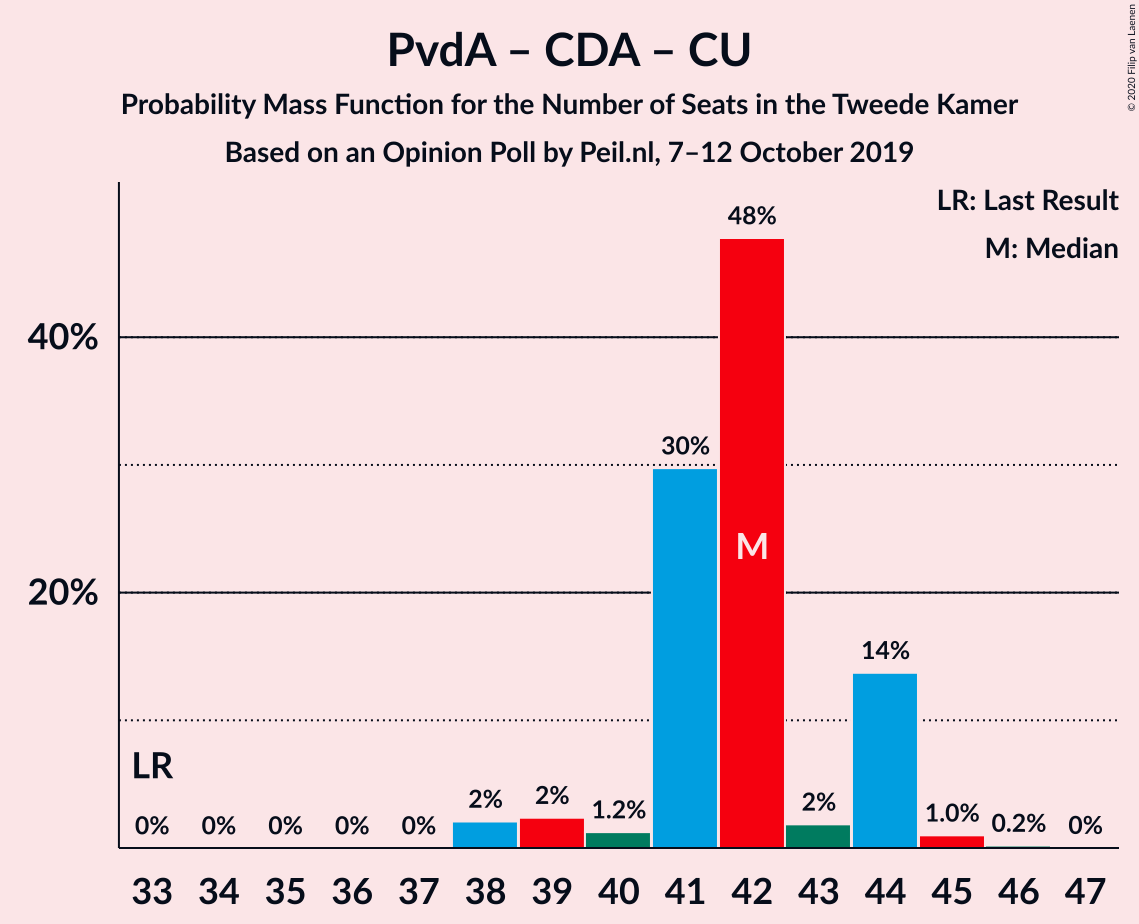 PvdA – CDA – CU
Probability Mass Function for the Number of Seats in the Tweede Kamer
Based on an Opinion Poll by Peil.nl, 7–12 October 2019
© 2020 Filip van Laenen
LR: Last Result
M: Median
48%
40%
30%
M
20%
14%
LR
0% 0% 0% 0% 0% 2% 2% 1.2% 2% 1.0% 0.2% 0%
33 34 35 36 37 38 39 40 41 42 43 44 45 46 47